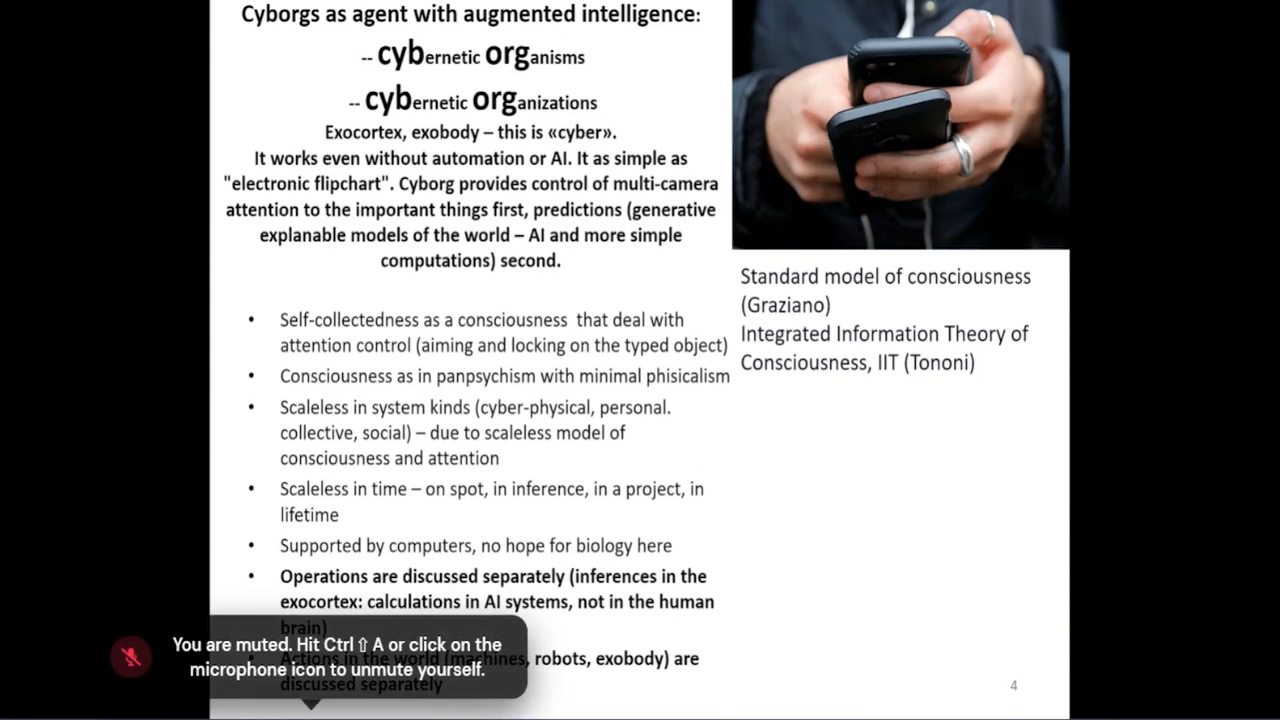 Cyborgs as agent with augmented intelligence:
-- cybernetic organisms
-- cybernetic organizations
Exocortex, exobody – this is «cyber».
It works even without automation or AI. It as simple as
"electronic flipchart". Cyborg provides control of multi-camera
attention to the important things first, predictions (generative
explanable models of the world – AI and more simple
computations) second.
• Self-collectedness as a consciousness that deal with
attention control (aiming and locking on the typed object)
• Consciousness as in panpsychism with minimal phisicalism
• Scaleless in system kinds (cyber-physical, personal.
collective, social) – due to scaleless model of
consciousness and attention
• Scaleless in time – on spot, in inference, in a project, in
lifetime
• Supported by computers, no hope for biology here
• Operations are discussed separately (inferences in the
exocortex: calculations in AI systems, not in the human
brain)
• Actions in the world (machines, robots, exobody) are
discussed separately
Standard model of consciousness
(Graziano)
Integrated Information Theory of
Consciousness, IIT (Tononi)
You are muted. Hit Ctrl ⇧ A or click on the
microphone icon to unmute yourself.
4